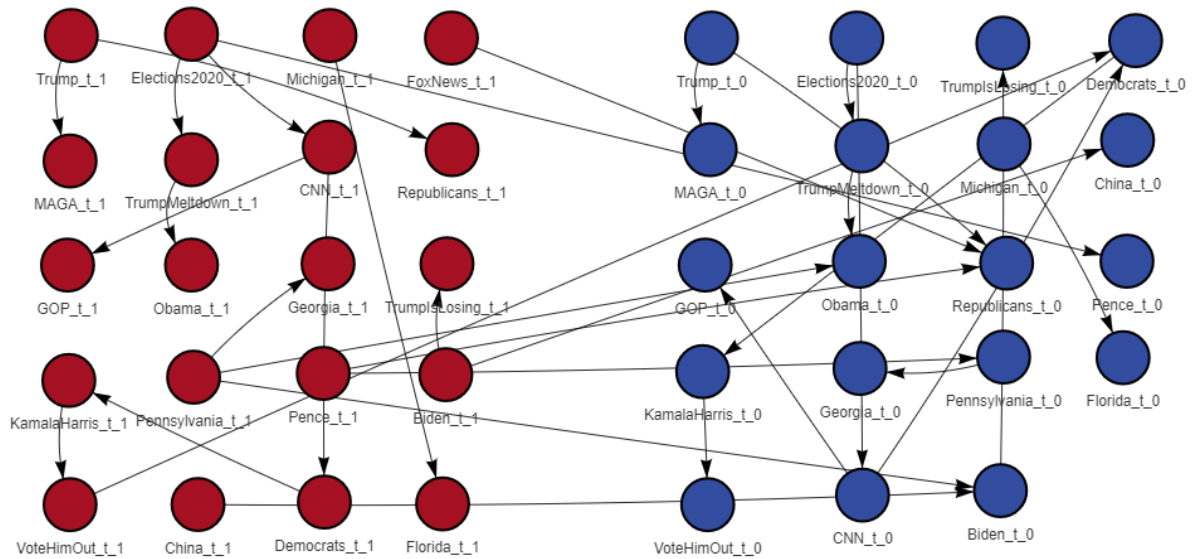 Trump_t_1
Elections2020_t_1
Michigan_t_1
FoxNews_t_1
Trump_t_0
Elections2020_t_0
TrumpIsLosing_t_0
Democrats_t_0
MAGA_t_1
TrumpMeltdown_t_1
CNN_t_1
Republicans_t_1
MAGA_t_0
TrumpMeltdown_t_0
Michigan_t_0
China_t_0
GOP_t_1
Obama_t_1
Georgia_t_1
TrumpIsLosing_t_1
GOP_t_0
Obama_t_0
Republicans_t_0
Pence_t_0
KamalaHarris_t_1
Pennsylvania_t_1
Pence_t_1
Biden_t_1
KamalaHarris_t_0
Georgia_t_0
Pennsylvania_t_0
Florida_t_0
VoteHimOut_t_1
China_t_1
Democrats_t_1
Florida_t_1
VoteHimOut_t_0
CNN_t_0
Biden_t_0